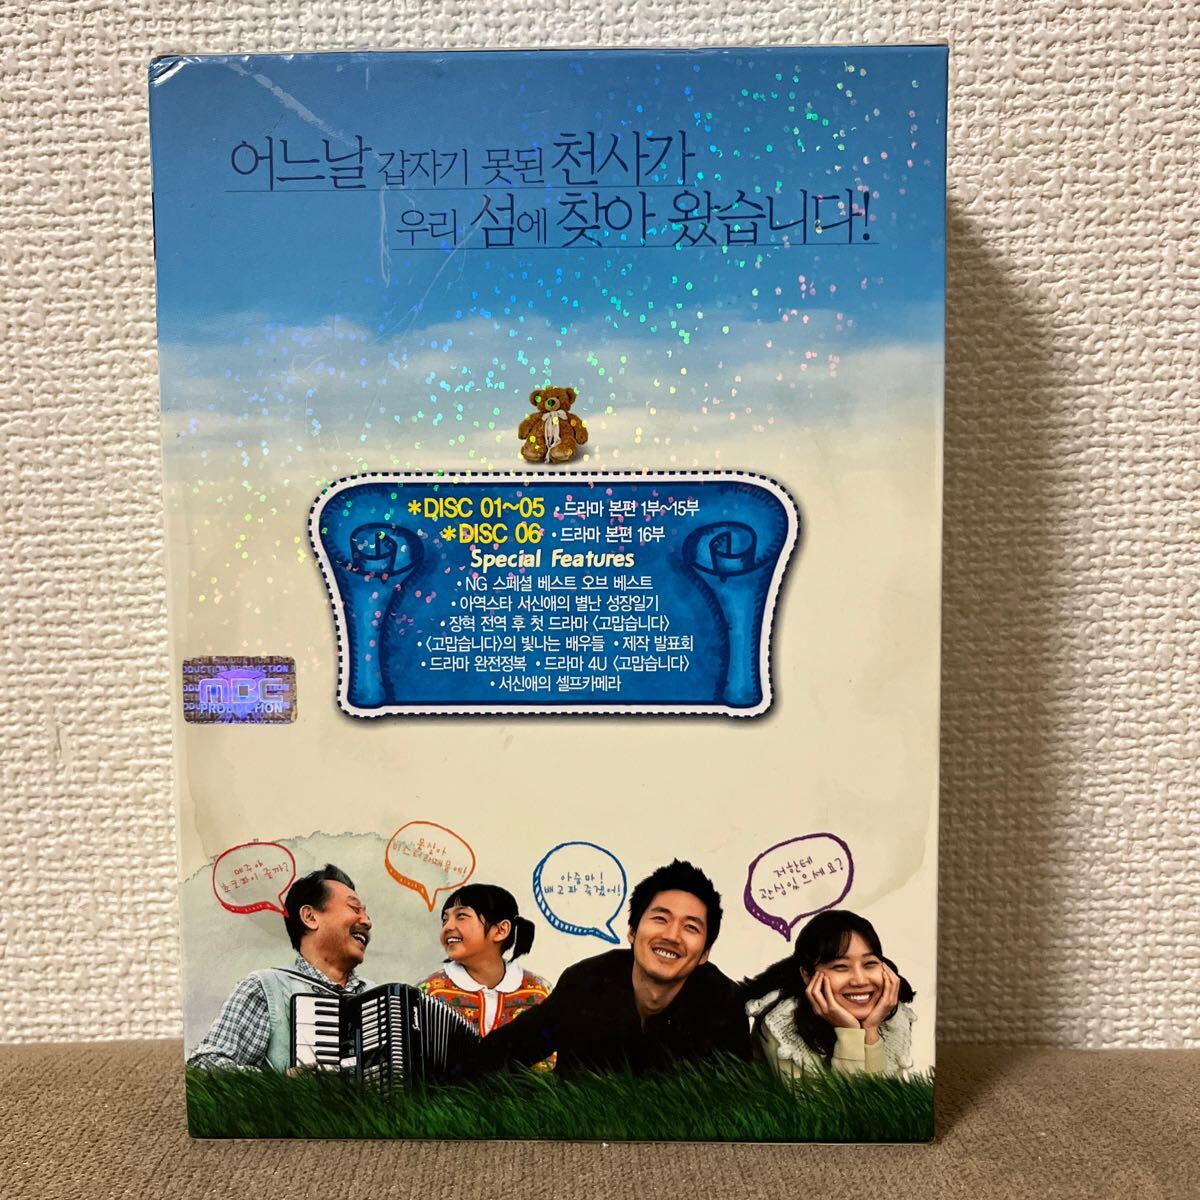 어느날 갑자기 못된 천사가
우리 섬에 찾아 왔습니다!
*DISC 01~05 · 드라마 본편 1부~15부
*DISC 06 · 드라마 본편 16부
Special Features
· NG 스페셜 베스트 오브 베스트
· 아역스타 서신애의 별난 성장일기
· 장혁 전역 후 첫 드라마 <고맙습니다>
· <고맙습니다>의 빛나는 배우들 · 제작 발표회
· 드라마 완전정복 · 드라마 4U <고맙습니다>
· 서신애의 셀프카메라
MBC
PRODUCTION
초코파이 줄까?
아줌마!
배고파 죽겠어!
저한테
관심있으세요?